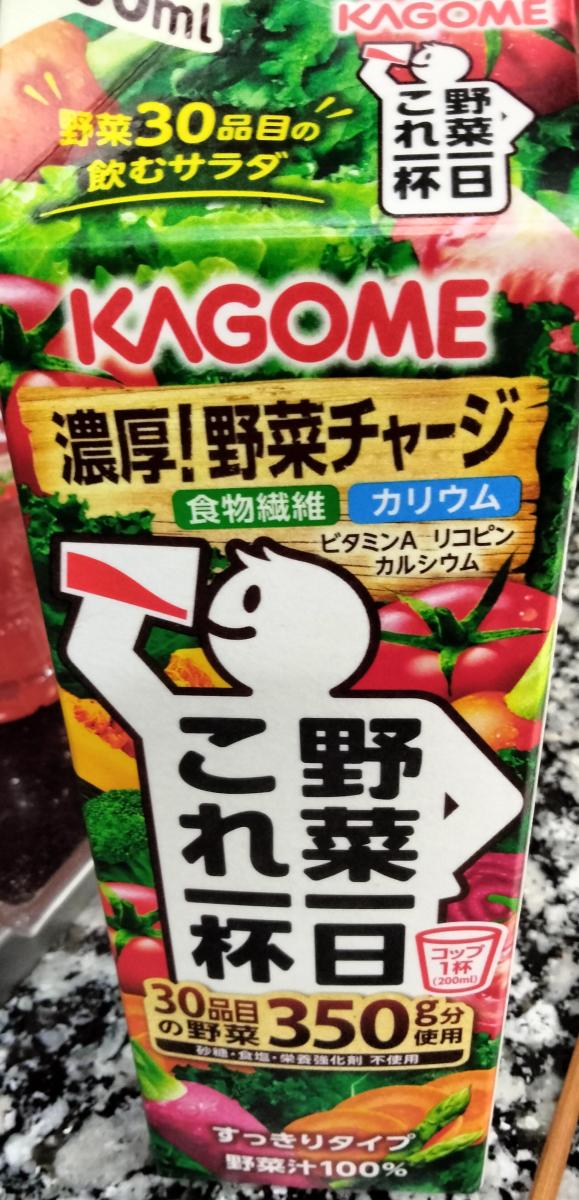 KAGOME
野菜30品目の
飲むサラダ
野菜一日
これ一杯
KAGOME
濃厚!野菜チャージ
食物繊維 カリウム
ビタミンA リコピン
カルシウム
野菜一日
これ一杯
コップ
1杯
(200ml)
30品目
の野菜 350g分
使用
砂糖・食塩・栄養強化剤 不使用
すっきりタイプ
野菜汁100%